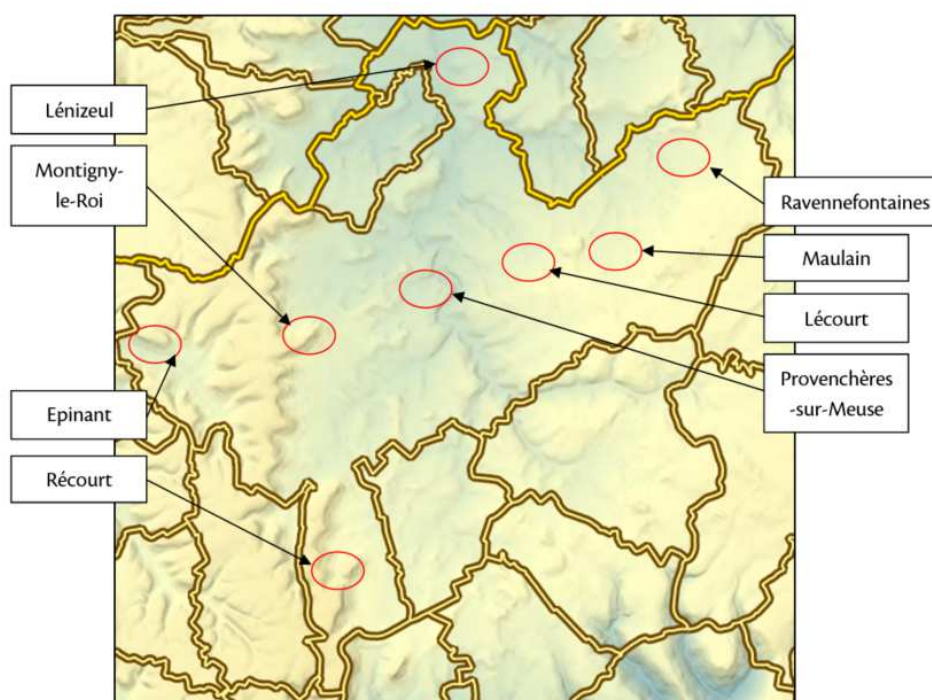 Lénizeul
Montigny-
le-Roi
Ravennefontaines
Maulain
Lécourt
Epinant
Provenchères
-sur-Meuse
Récourt